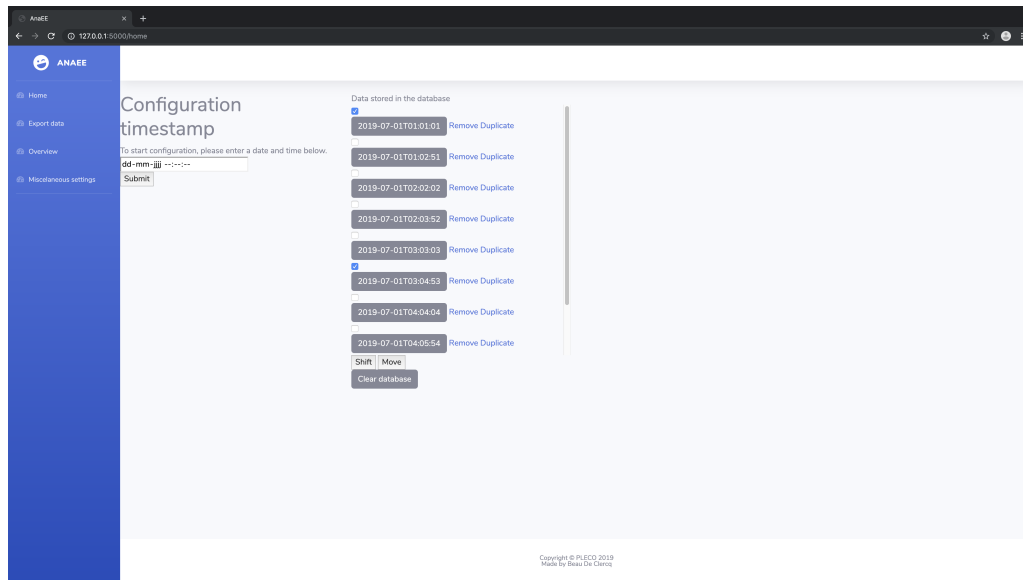 AnaEE
127.0.0.1:5000/home
ANAEE
Home
Export data
Overview
Miscelaneous settings
Configuration
timestamp
To start configuration, please enter a date and time below.
dd-mm-jjjj --:--:--
Submit
Data stored in the database
2019-07-01T01:01:01 Remove Duplicate
2019-07-01T01:02:51 Remove Duplicate
2019-07-01T02:02:02 Remove Duplicate
2019-07-01T02:03:52 Remove Duplicate
2019-07-01T03:03:03 Remove Duplicate
2019-07-01T03:04:53 Remove Duplicate
2019-07-01T04:04:04 Remove Duplicate
2019-07-01T04:05:54 Remove Duplicate
Shift Move
Clear database
Copyright © PLECO 2019
Made by Beau De Clercq